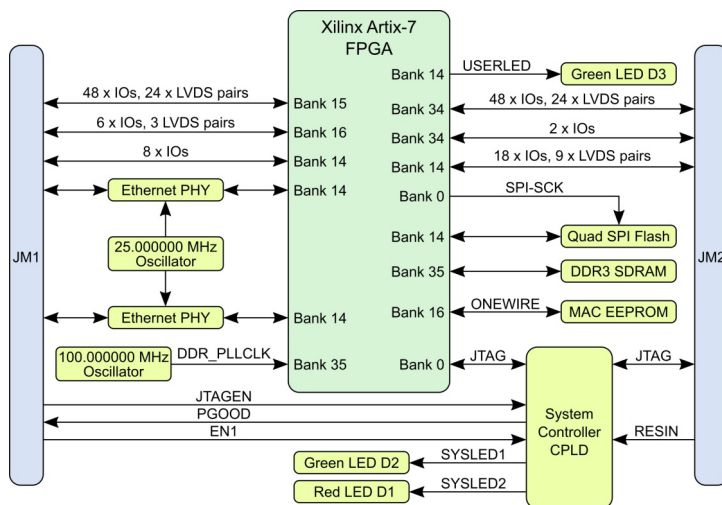 Xilinx Artix-7
FPGA
Bank 14
USERLED
Green LED D3
48 x IOs, 24 x LVDS pairs
Bank 15
Bank 34
48 x IOs, 24 x LVDS pairs
6 x IOs, 3 LVDS pairs
Bank 16
Bank 34
2 x IOs
8 x IOs
Bank 14
Bank 14
18 x IOs, 9 x LVDS pairs
Ethernet PHY
Bank 14
Bank 0
SPI-SCK
JM1
25.000000 MHz
Oscillator
Bank 14
Quad SPI Flash
JM2
Bank 35
DDR3 SDRAM
Ethernet PHY
Bank 14
Bank 16
ONEWIRE
MAC EEPROM
100.000000 MHz
Oscillator
DDR_PLLCLK
Bank 35
Bank 0
JTAG
JTAG
JTAGEN
PGOOD
EN1
System
Controller
CPLD
RESIN
Green LED D2
SYSLED1
Red LED D1
SYSLED2